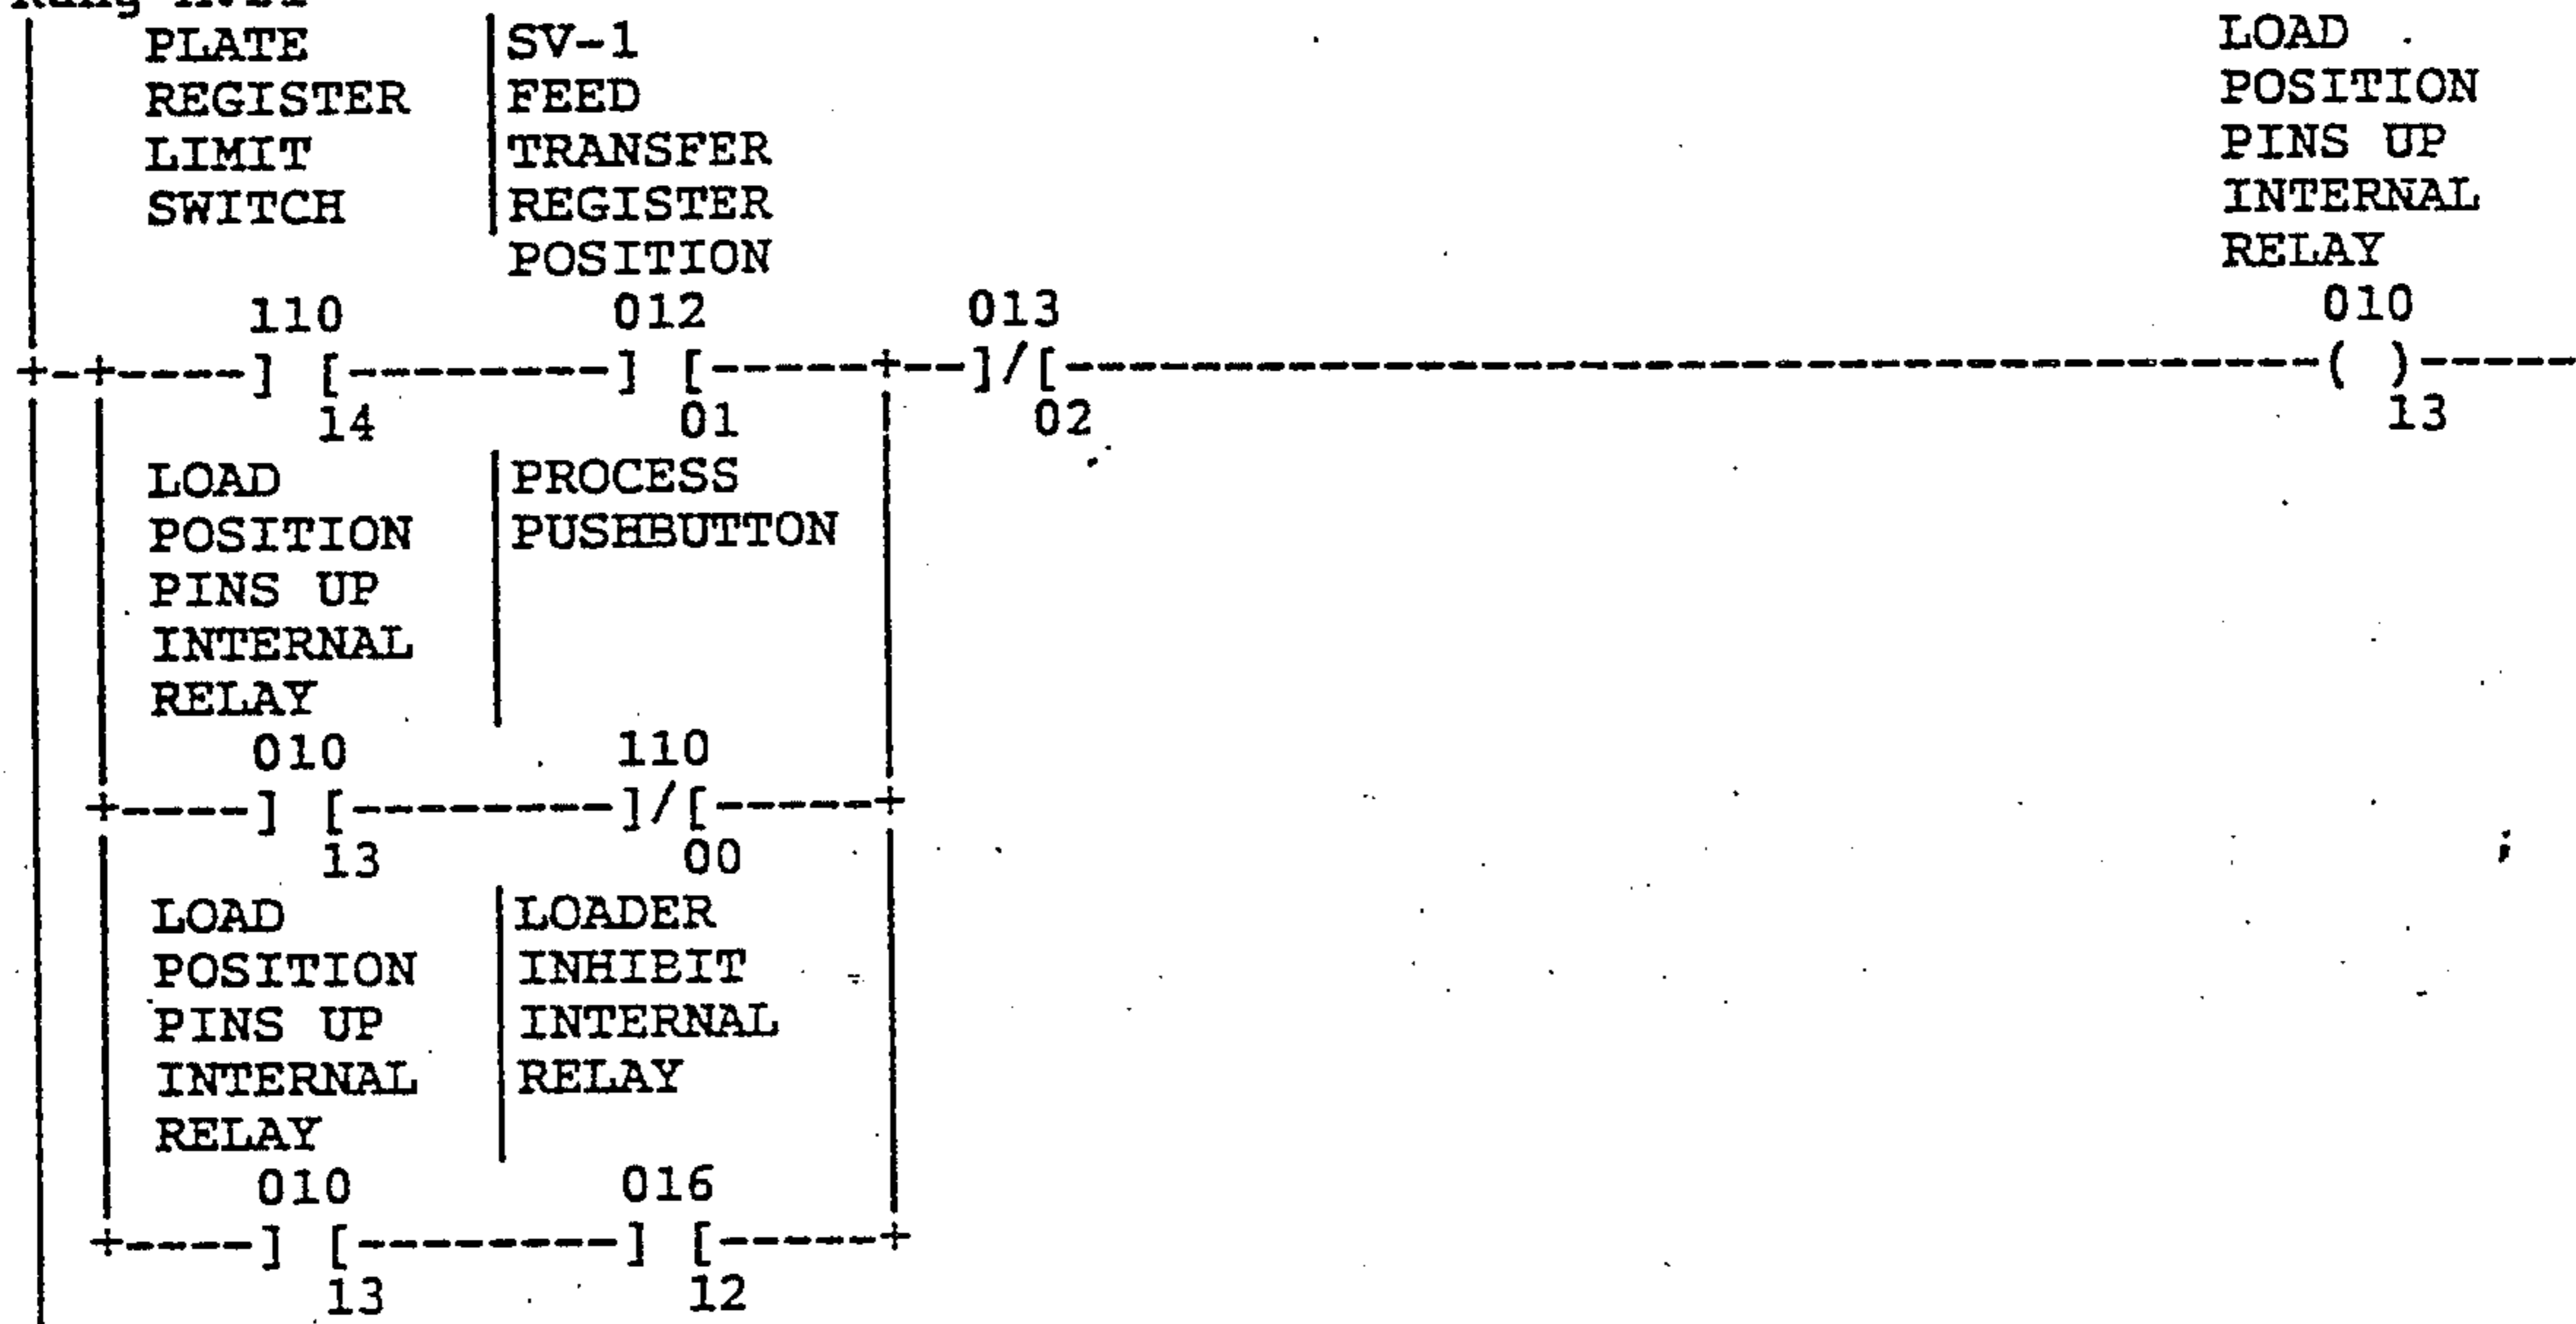 PLATE
REGISTER
LIMIT
SWITCH
SV-1
FEED
TRANSFER
REGISTER
POSITION
LOAD
POSITION
PINS UP
INTERNAL
RELAY
110 012 013 010
] [ ] [ ]/[ ( )
14 01 02 13
LOAD
POSITION
PINS UP
INTERNAL
RELAY
PROCESS
PUSHBUTTON
010 110
] [ ]/[
13 00
LOAD
POSITION
PINS UP
INTERNAL
RELAY
LOADER
INHIBIT
INTERNAL
RELAY
010 016
] [ ] [
13 12